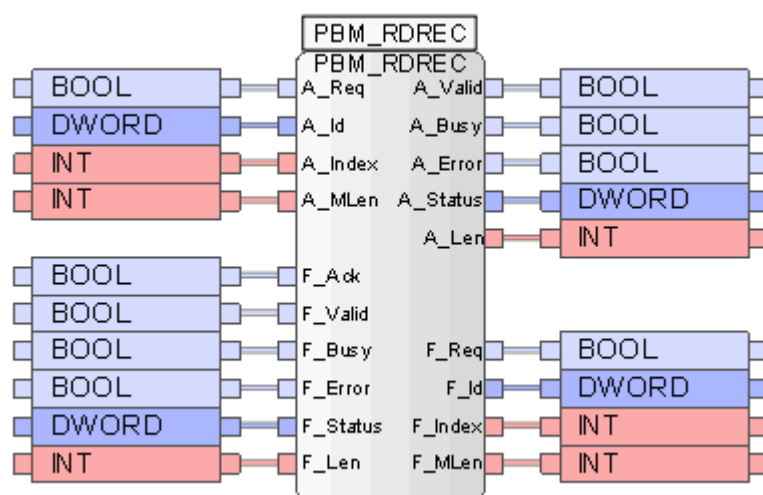 PBM_RDREC
PBM_RDREC
BOOL A_Req A_Valid BOOL
DWORD A_Id A_Busy BOOL
INT A_Index A_Error BOOL
INT A_MLen A_Status DWORD
A_Len INT
BOOL F_Ack
BOOL F_Valid
BOOL F_Busy F_Req BOOL
BOOL F_Error F_Id DWORD
DWORD F_Status F_Index INT
INT F_Len F_MLen INT